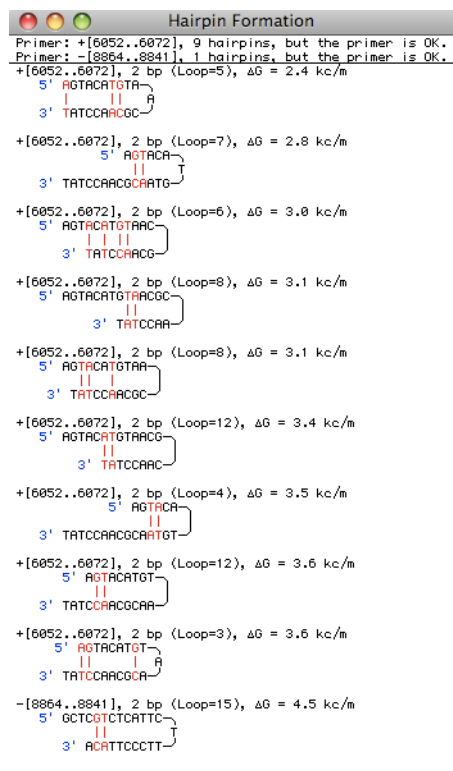 Hairpin Formation
Primer: +[6052..6072], 9 hairpins, but the primer is OK.
Primer: -[8864..8841], 1 hairpins, but the primer is OK.
+[6052..6072], 2 bp (Loop=5), ΔG = 2.4 kc/m
5' AGTACATGTA
A
3' TATCCAACGC
+[6052..6072], 2 bp (Loop=7), ΔG = 2.8 kc/m
5' AGTACA
T
3' TATCCAACGCAATG
+[6052..6072], 2 bp (Loop=6), ΔG = 3.0 kc/m
5' AGTACATGTAAC
3' TATCCAACG
+[6052..6072], 2 bp (Loop=8), ΔG = 3.1 kc/m
5' AGTACATGTAACGC
3' TATCCAA
+[6052..6072], 2 bp (Loop=8), ΔG = 3.1 kc/m
5' AGTACATGTAA
3' TATCCAACGC
+[6052..6072], 2 bp (Loop=12), ΔG = 3.4 kc/m
5' AGTACATGTAACG
3' TATCCAAC
+[6052..6072], 2 bp (Loop=4), ΔG = 3.5 kc/m
5' AGTACA
3' TATCCAACGCAATGT
+[6052..6072], 2 bp (Loop=12), ΔG = 3.6 kc/m
5' AGTACATGT
3' TATCCAACGCAA
+[6052..6072], 2 bp (Loop=3), ΔG = 3.6 kc/m
5' AGTACATGT
A
3' TATCCAACGCA
-[8864..8841], 2 bp (Loop=15), ΔG = 4.5 kc/m
5' GCTCGTCTCATTC
T
3' ACATTCCCTT